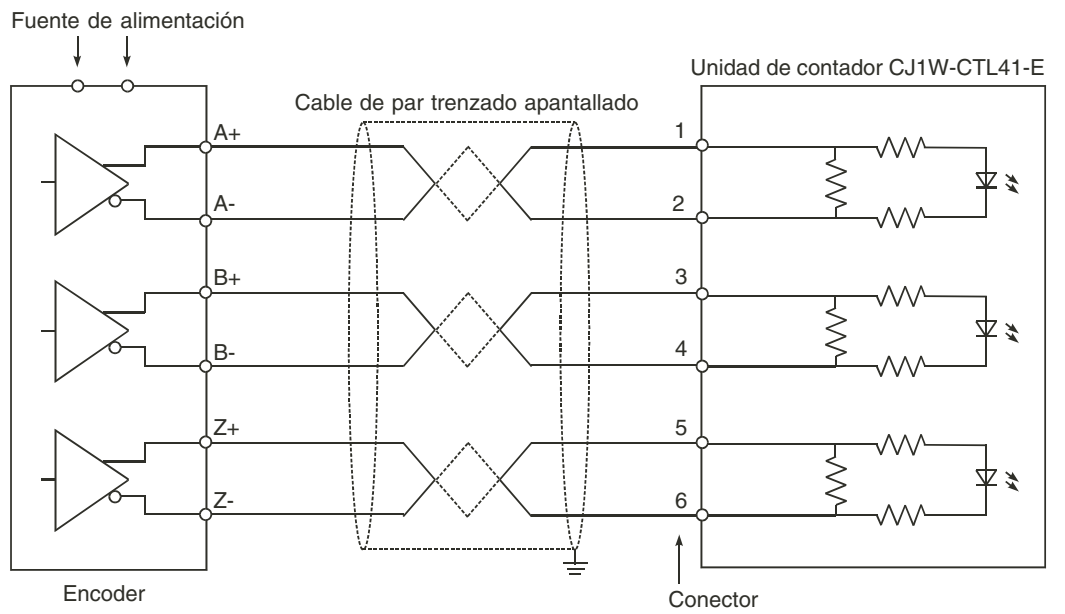 Fuente de alimentación
Unidad de contador CJ1W-CTL41-E
Cable de par trenzado apantallado
A+
1
A-
2
B+
3
B-
4
Z+
5
Z-
6
Encoder
Conector